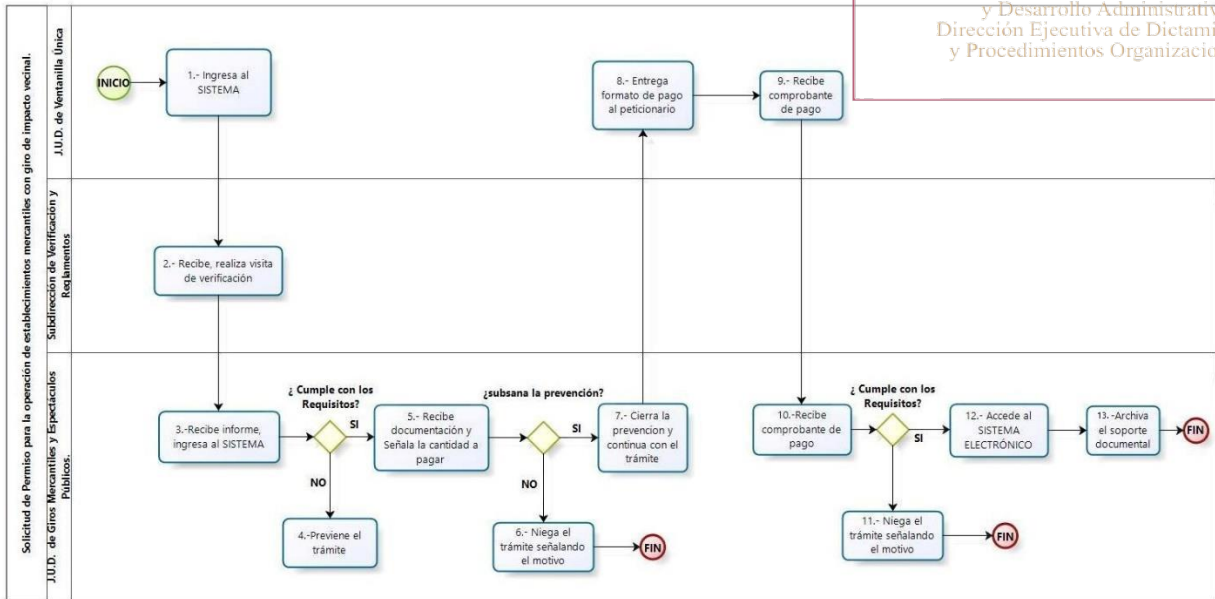 y Desarrollo Administrativ
Dirección Ejecutiva de Dictami
y Procedimientos Organizacio
Solicitud de Permiso para la operación de establecimientos mercantiles con giro de impacto vecinal.
J.U.D. de Ventanilla Única
INICIO
1.- Ingresa al
SISTEMA
8.- Entrega
formato de pago
al peticionario
9.- Recibe
comprobante
de pago
Subdirección de Verificación y
Reglamentos
2.- Recibe, realiza visita
de verificación
J.U.D. de Giros Mercantiles y Espectáculos
Públicos.
3.-Recibe informe,
ingresa al SISTEMA
¿ Cumple con los
Requisitos?
SI
NO
4.-Previene el
trámite
5.- Recibe
documentación y
Señala la cantidad a
pagar
¿subsana la prevención?
SI
NO
6.- Niega el
trámite señalando
el motivo
FIN
7.- Cierra la
prevencion y
continua con el
trámite
10.-Recibe
comprobante de
pago
¿ Cumple con los
Requisitos?
SI
11.- Niega el
trámite señalando
el motivo
FIN
12.- Accede al
SISTEMA
ELECTRÓNICO
13.-Archiva
el soporte
documental
FIN